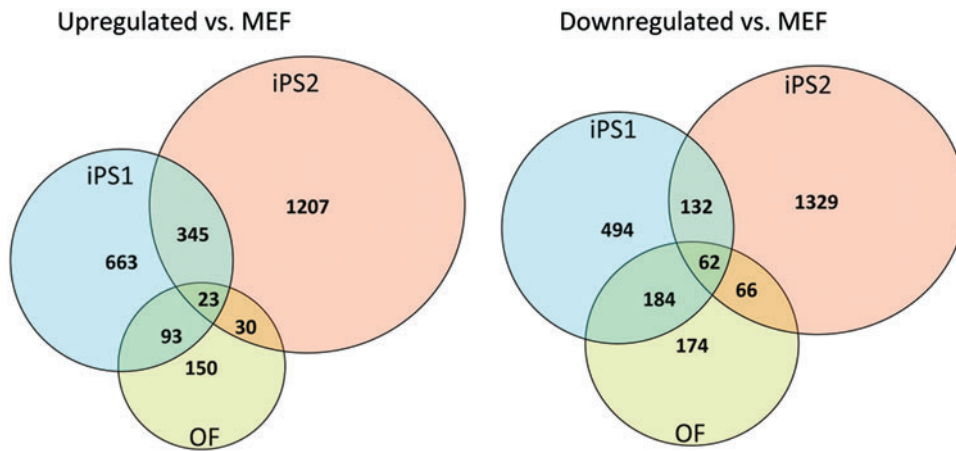 Upregulated vs. MEF
iPS2
iPS1
1207
345
663
23
30
93
150
OF
Downregulated vs. MEF
iPS2
iPS1
132
1329
494
62
66
184
174
OF